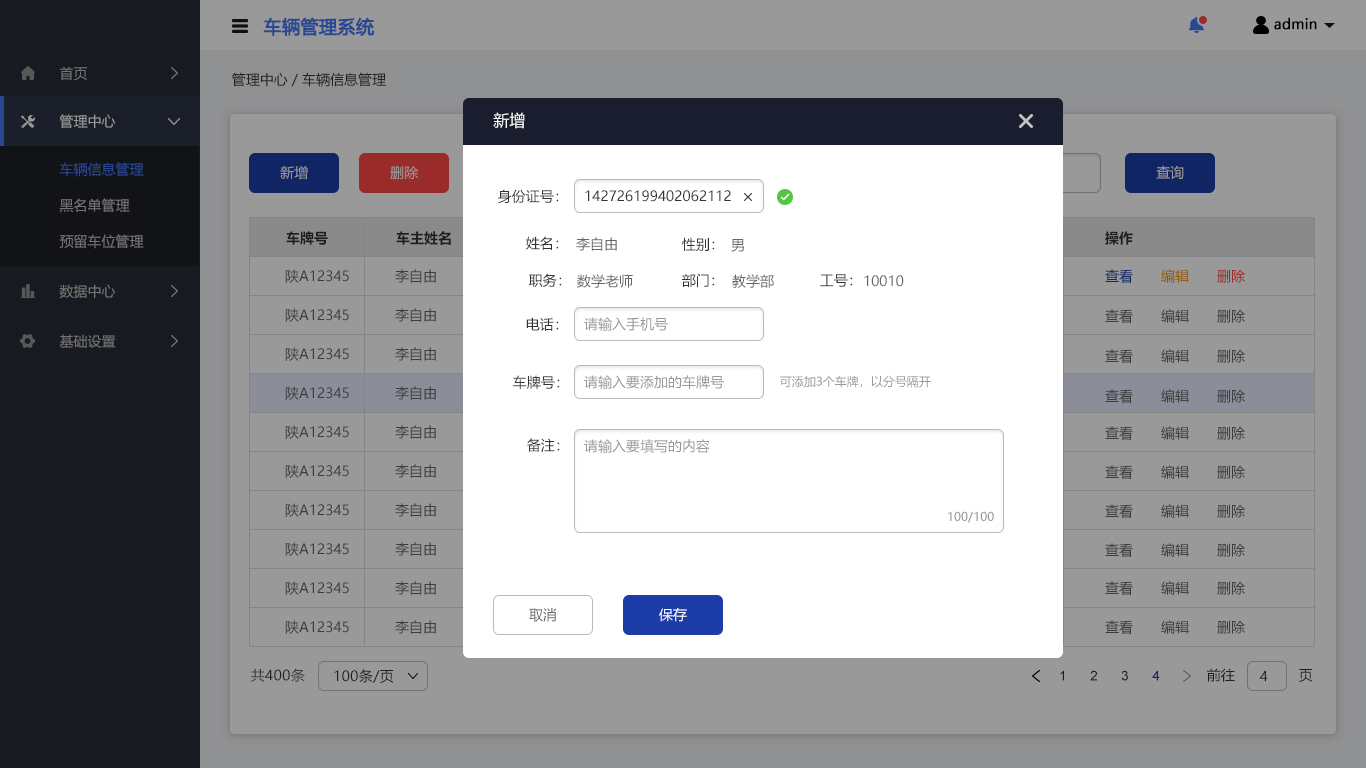 车辆管理系统
admin
首页
管理中心
车辆信息管理
黑名单管理
预留车位管理
数据中心
基础设置
管理中心 / 车辆信息管理
新增
删除
查询
车牌号 车主姓名 操作
陕A12345 李自由 查看 编辑 删除
陕A12345 李自由 查看 编辑 删除
陕A12345 李自由 查看 编辑 删除
陕A12345 李自由 查看 编辑 删除
陕A12345 李自由 查看 编辑 删除
陕A12345 李自由 查看 编辑 删除
陕A12345 李自由 查看 编辑 删除
陕A12345 李自由 查看 编辑 删除
陕A12345 李自由 查看 编辑 删除
陕A12345 李自由 查看 编辑 删除
共400条 100条/页 1 2 3 4 前往 4 页
新增
身份证号： 142726199402062112
姓名： 李自由 性别： 男
职务： 数学老师 部门： 教学部 工号： 10010
电话： 请输入手机号
车牌号： 请输入要添加的车牌号 可添加3个车牌，以分号隔开
备注： 请输入要填写的内容
100/100
取消 保存